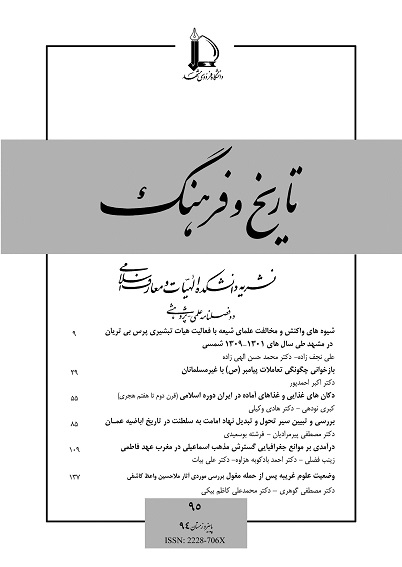 دانشگاه فردوسی مشهد
تاریخ و فرهنگ
نشریه دانشکده الهیات و معارف اسلامی
دوفصلنامه علمی - پژوهشی
شیوه های واکنش و مخالفت علمای شیعه با فعالیت هیات تبشیری پرس بی تریان ۹
در مشهد طی سال های ۱۳۰۱-۱۳۰۹ شمسی
علی نجف زاده- دکتر محمد حسن الهی زاده
بازخوانی چگونگی تعاملات پیامبر (ص) با غیرمسلمانان ۲۹
دکتر اکبر احمدپور
دکان های غذایی و غذاهای آماده در ایران دوره اسلامی (قرن دوم تا هفتم هجری) ۵۵
کبری نودهی - دکتر هادی وکیلی
بررسی و تبیین سیر تحول و تبدیل نهاد امامت به سلطنت در تاریخ اباضیه عمـان ۸۵
دکتر مصطفی پیرمرادیان - فرشته بوسعیدی
درآمدی بر موانع جغرافیایی گسترش مذهب اسماعیلی در مغرب عهد فاطمی ۱۰۹
زینب فضلی - دکتر احمد بادکوبه هزاوه- دکتر علی بیات
وضعیت علوم غریبه پس از حمله مغول بررسی موردی آثار ملاحسین واعظ کاشفی ۱۳۷
دکتر مصطفی گوهری - دکتر محمدعلی کاظم بیکی
۹۵
پاییز و زمستان ۹۴
ISSN: 2228-706X